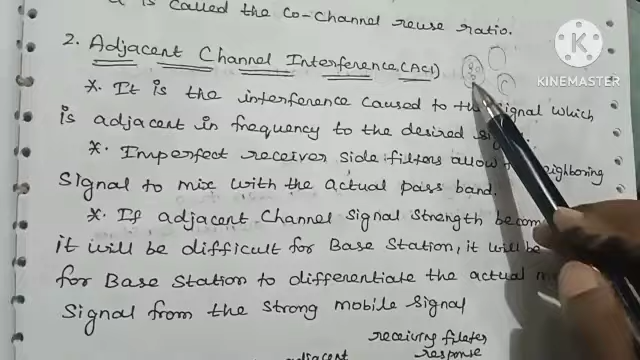 is called the Co-Channel reuse ratio.
2. Adjacent Channel Interference (ACI)
* It is the interference caused to the signal which
is adjacent in frequency to the desired
* Imperfect receiver side filters allow neighboring
Signal to mix with the actual pass band.
* If adjacent Channel Signal Strength
it will be difficult for Base Station, it will be
for Base Station to differentiate the actual
Signal from the strong mobile Signal
receiving fileter
response
adjacent
KINEMASTER